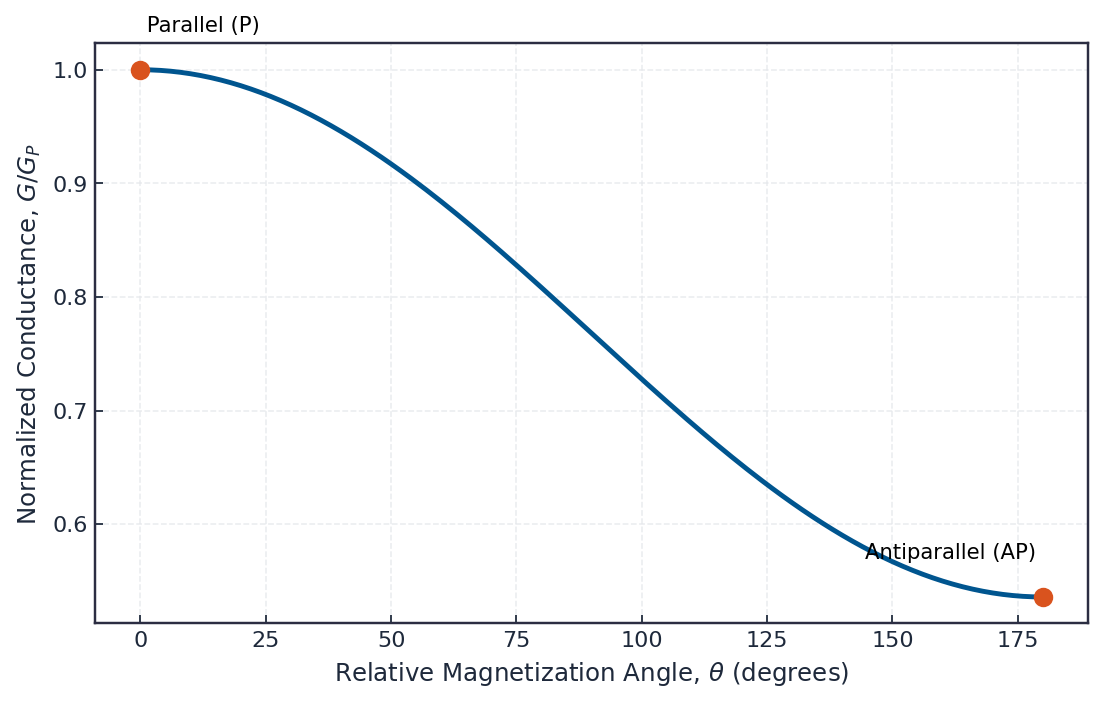 Parallel (P)
1.0
0.9
0.8
0.7
0.6
Normalized Conductance, G/G_P
Antiparallel (AP)
0 25 50 75 100 125 150 175
Relative Magnetization Angle, θ (degrees)